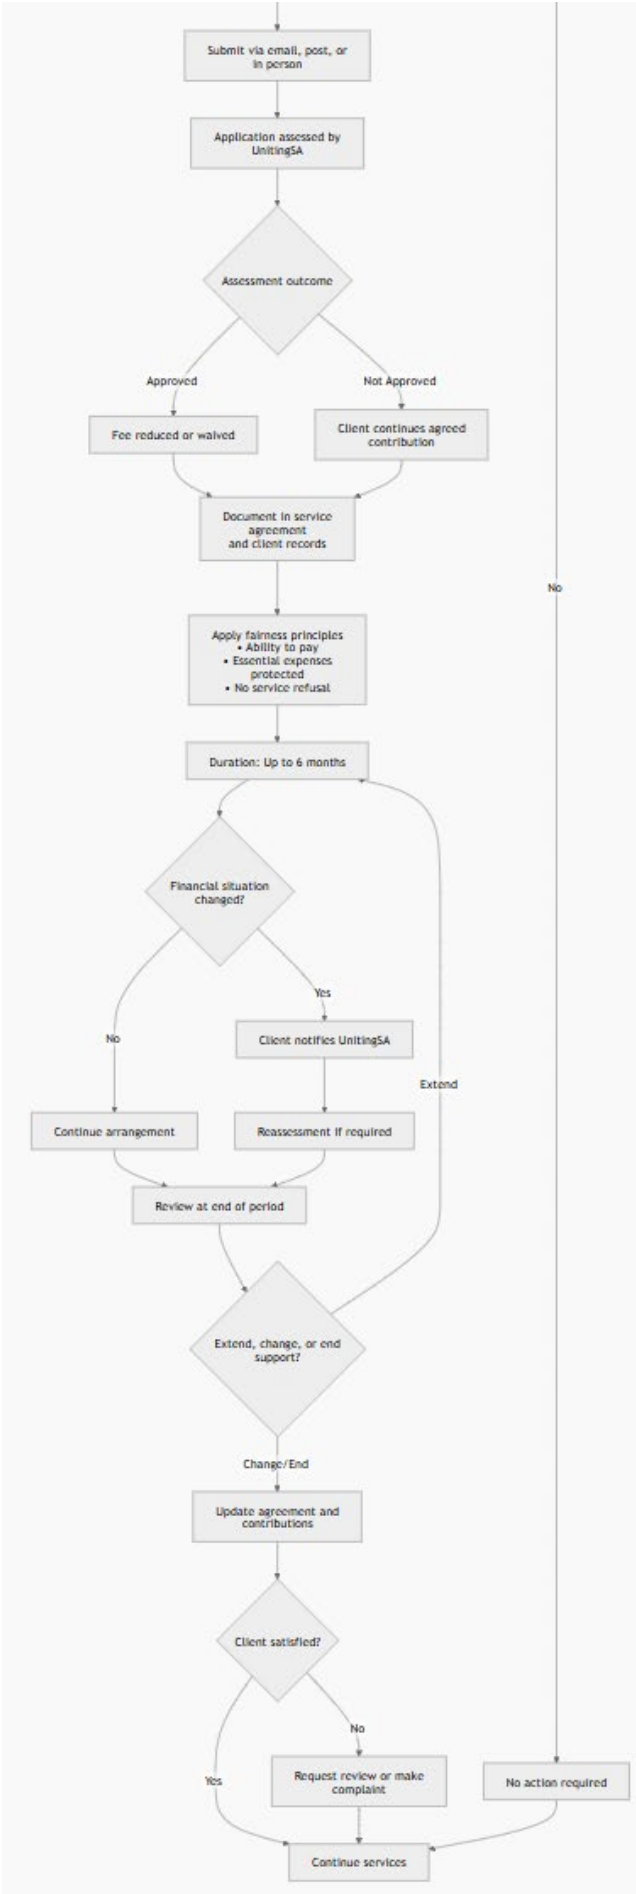 Submit via email, post, or
in person
Application assessed by
UnitingSA
Assessment outcome
Approved
Not Approved
Fee reduced or waived
Client continues agreed
contribution
Document in service
agreement
and client records
No
Apply fairness principles
• Ability to pay
• Essential expenses
protected
• No service refusal
Duration: Up to 6 months
Financial situation
changed?
Yes
No
Client notifies UnitingSA
Extend
Continue arrangement
Reassessment if required
Review at end of period
Extend, change, or end
support?
Change/End
Update agreement and
contributions
Client satisfied?
No
Yes
Request review or make
complaint
No action required
Continue services